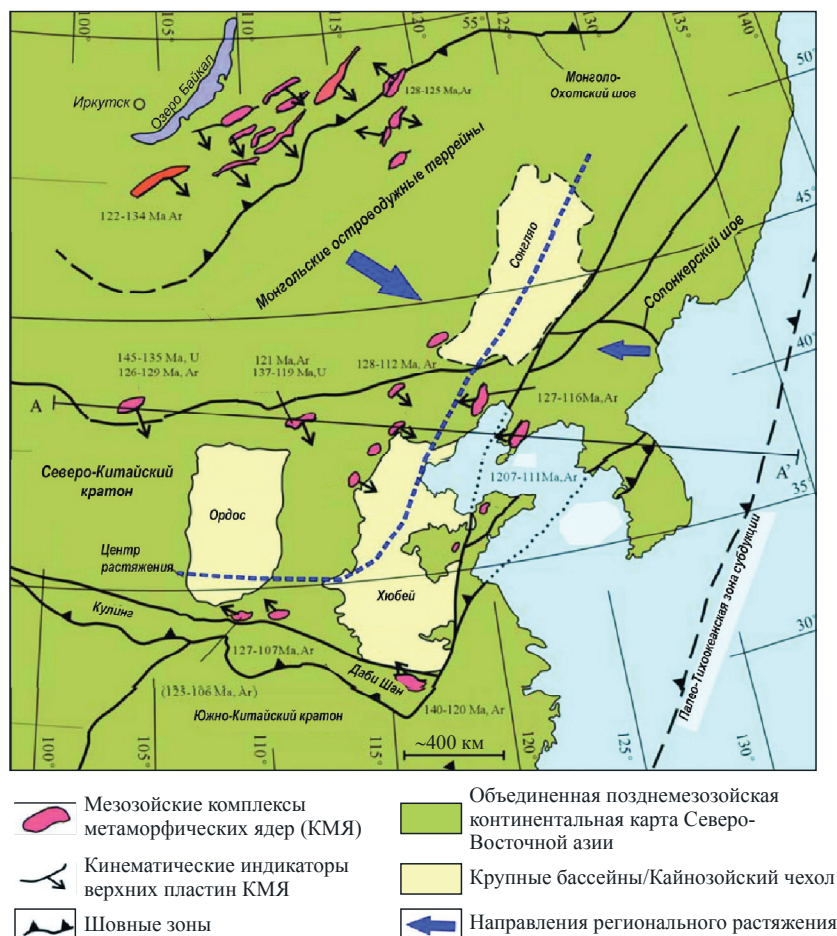 100°
105°
110°
115°
55°
120°
125°
130°
135°
140°
50°
45°
40°
35°
30°
Озеро Байкал
Иркутск
Монголо-
Охотский шов
128-125 Ma,Ar
122-134 Ma Ar
Монгольские островодужные террейны
Сонгляо
Солонкерский шов
145-135 Ma, U
126-129 Ma, Ar
121 Ma,Ar
137-119 Ma,U
128-112 Ma, Ar
127-116Ma,Ar
A
A'
Северо-Китайский
кратон
1207-111Ma,Ar
Ордос
Центр
растяжения
Хюбей
Палео-Тихоокеанская зона субдукции
Кулинг
127-107Ma,Ar
Даби Шан
(123-106 Ma, Ar)
Южно-Китайский кратон
140-120 Ma, Ar
~400 км
100°
105°
110°
115°
120°
125°
130°
Мезозойские комплексы
метаморфических ядер (КМЯ)
Кинематические индикаторы
верхних пластин КМЯ
Шовные зоны
Объединенная позднемезозойская
континентальная карта Северо-
Восточной азии
Крупные бассейны/Кайнозойский чехол
Направления регионального растяжения